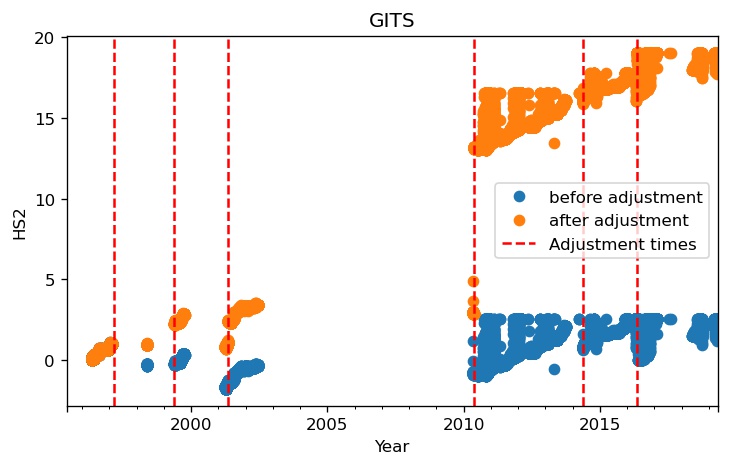 GITS
20
15
10
5
0
HS2
before adjustment
after adjustment
Adjustment times
2000 2005 2010 2015
Year